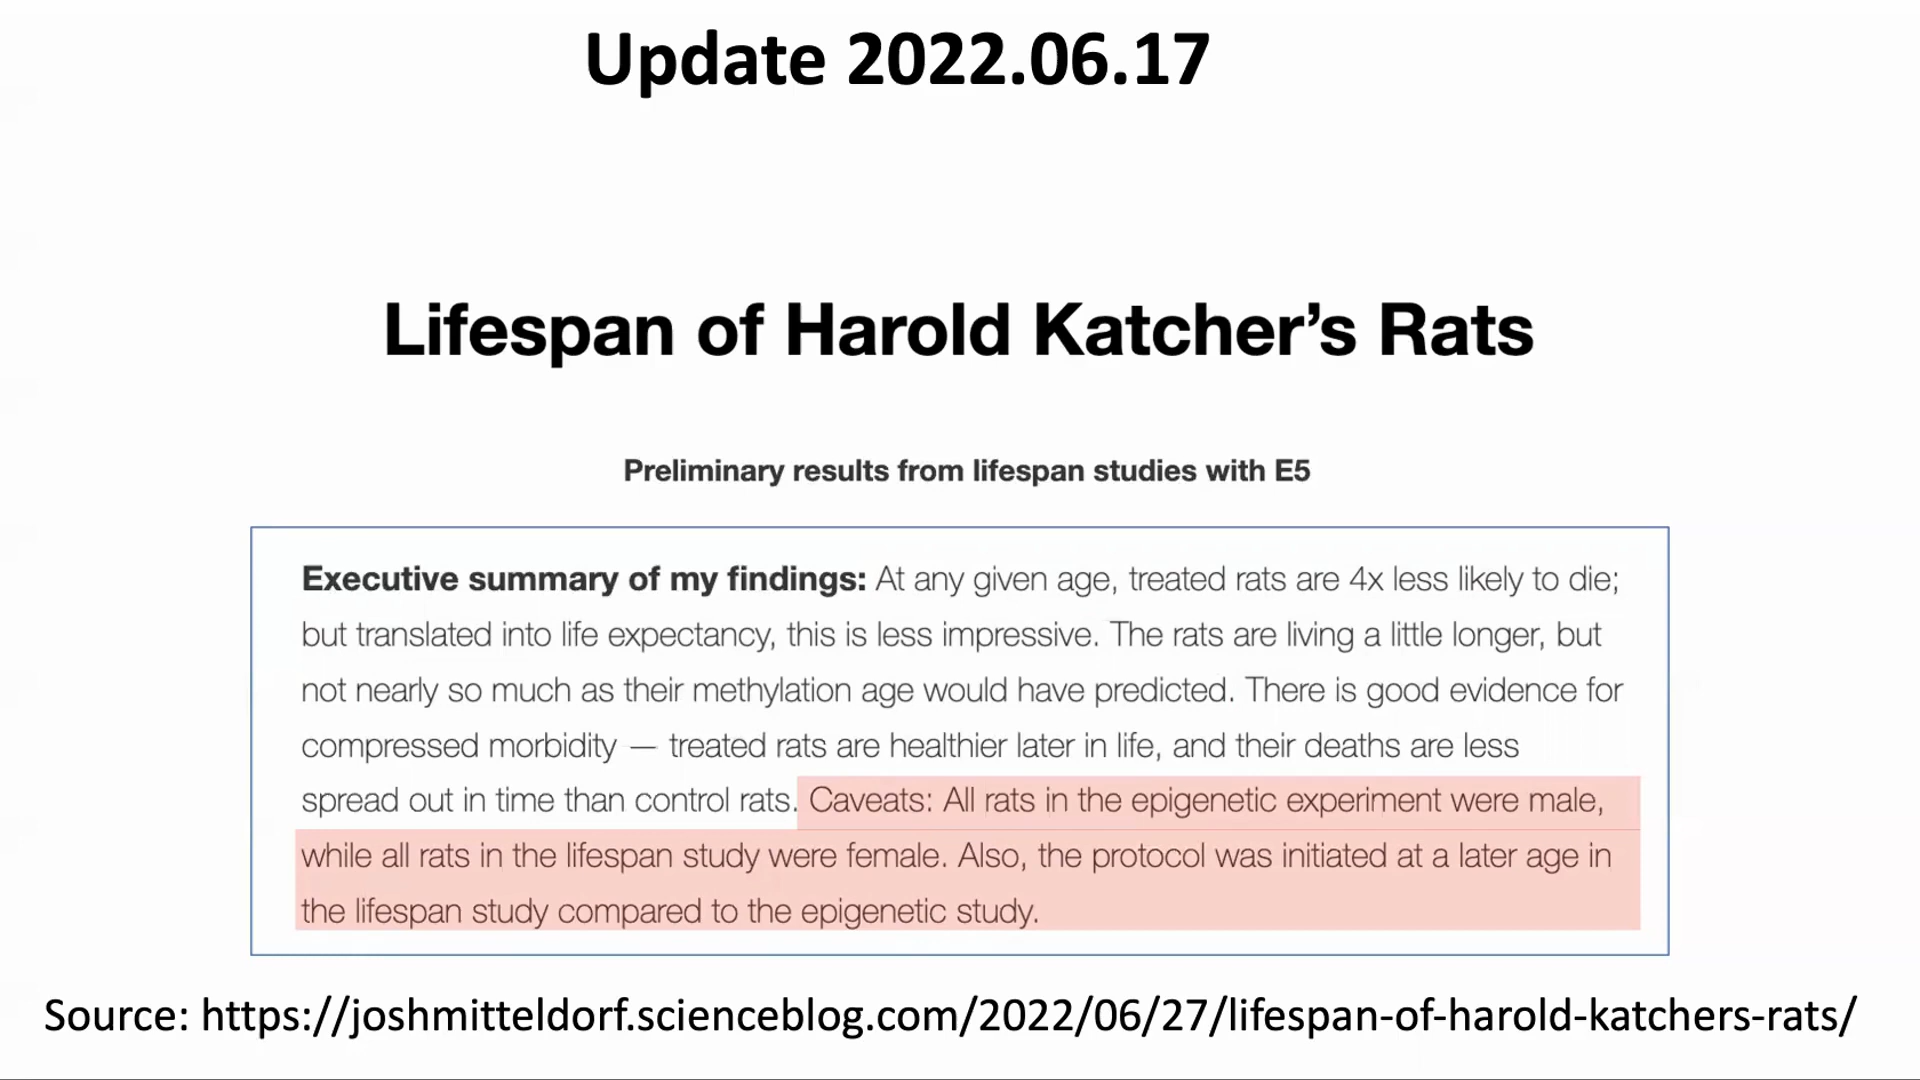 Update 2022.06.17
Lifespan of Harold Katcher’s Rats
Preliminary results from lifespan studies with E5
Executive summary of my findings: At any given age, treated rats are 4x less likely to die;
but translated into life expectancy, this is less impressive. The rats are living a little longer, but
not nearly so much as their methylation age would have predicted. There is good evidence for
compressed morbidity — treated rats are healthier later in life, and their deaths are less
spread out in time than control rats. Caveats: All rats in the epigenetic experiment were male,
while all rats in the lifespan study were female. Also, the protocol was initiated at a later age in
the lifespan study compared to the epigenetic study.
Source: https://joshmitteldorf.scienceblog.com/2022/06/27/lifespan-of-harold-katchers-rats/